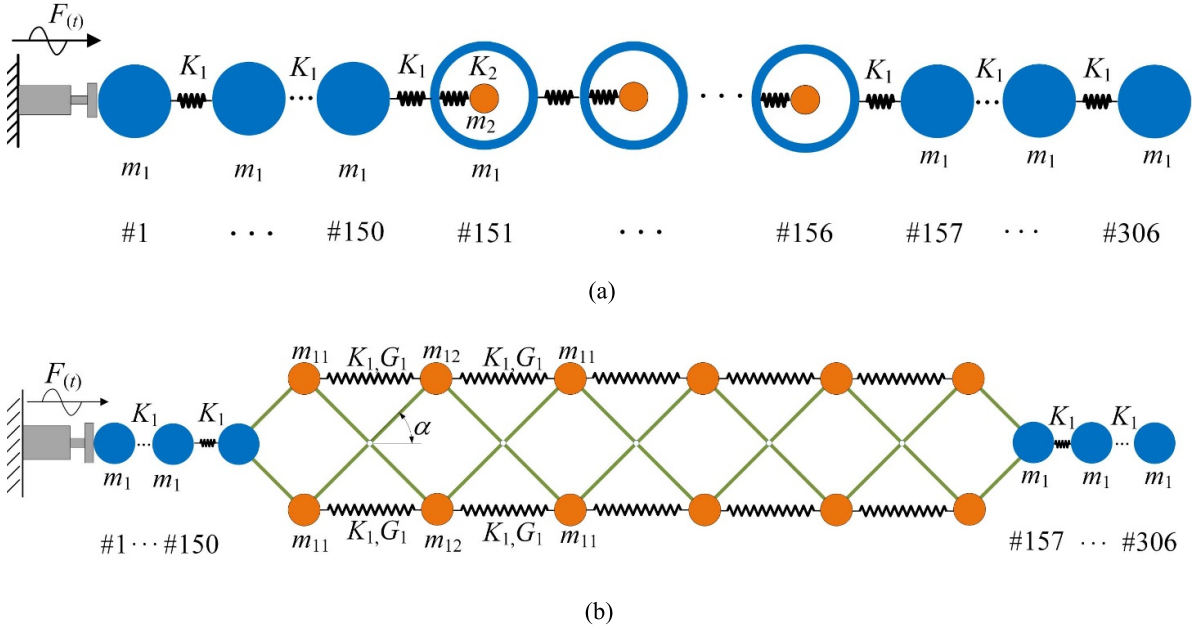 F(t)
K1 K1 K1 K2 K1 K1 K1
m2
m1 m1 m1 m1 m1 m1 m1
#1 ··· #150 #151 ··· #156 #157 ··· #306
(a)
m11 K1,G1 m12 K1,G1 m11
F(t)
K1 K1 α K1 K1
m1 m1 m1 m1 m1
K1,G1 K1,G1
m11 m12 m11
#1 ··· #150 #157 ··· #306
(b)